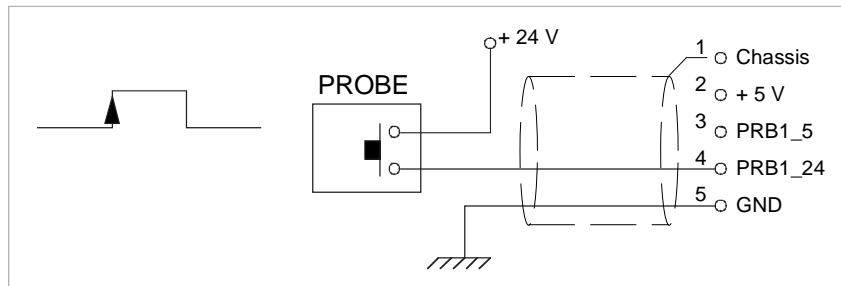 + 24 V
PROBE
1 Chassis
2 + 5 V
3 PRB1_5
4 PRB1_24
5 GND